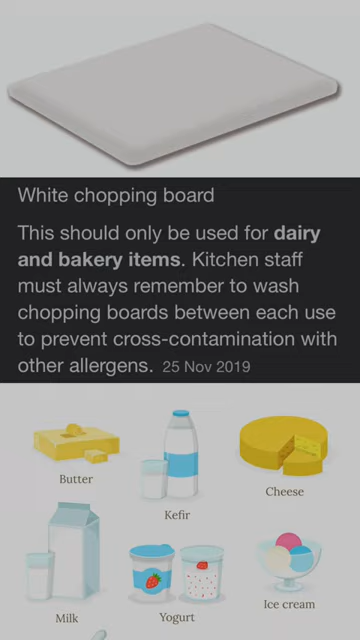 White chopping board
This should only be used for dairy
and bakery items. Kitchen staff
must always remember to wash
chopping boards between each use
to prevent cross-contamination with
other allergens. 25 Nov 2019
Butter
Kefir
Cheese
Milk
Yogurt
Ice cream